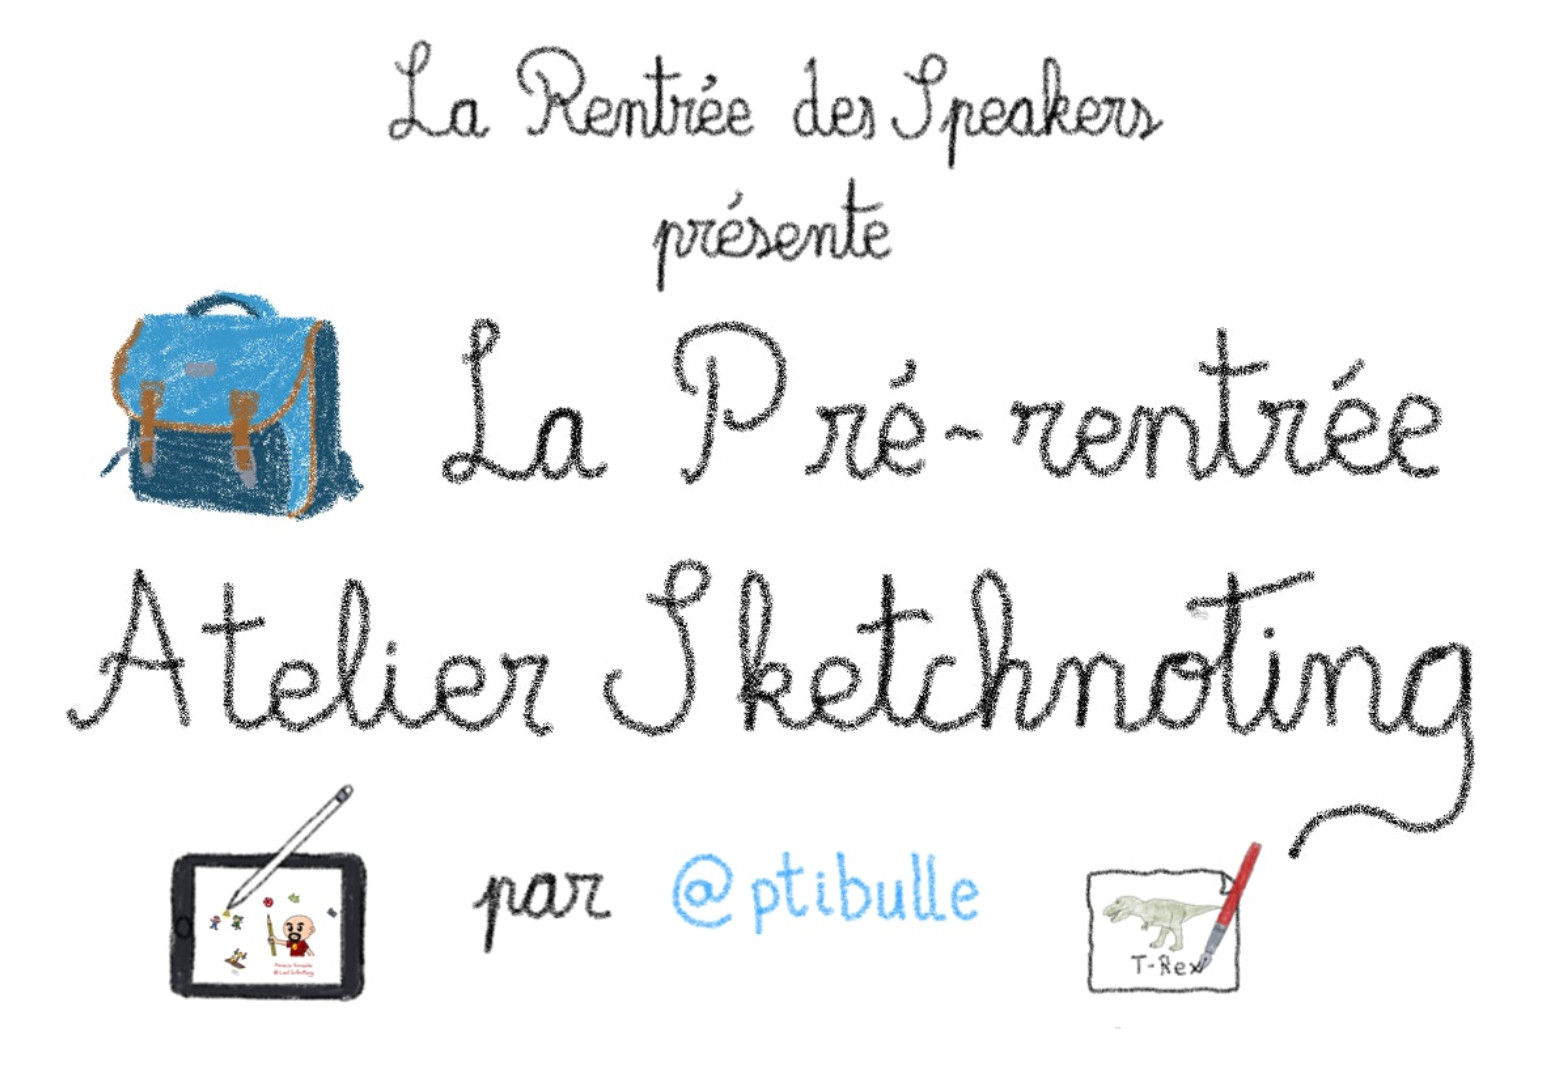 La Rentrée des Speakers
présente
La Pré-rentrée
Atelier Sketchnoting
par @ptibulle
T-Rex